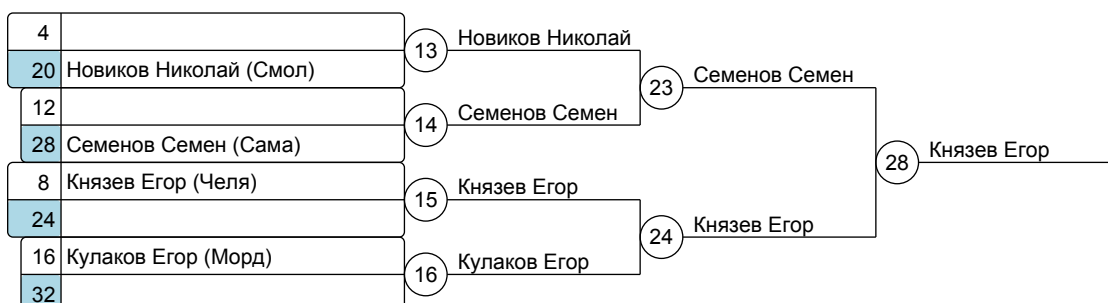 4
13 Новиков Николай
20 Новиков Николай (Смол)
23 Семенов Семен
12
14 Семенов Семен
28 Семенов Семен (Сама)
28 Князев Егор
8 Князев Егор (Челя)
15 Князев Егор
24
24 Князев Егор
16 Кулаков Егор (Морд)
16 Кулаков Егор
32